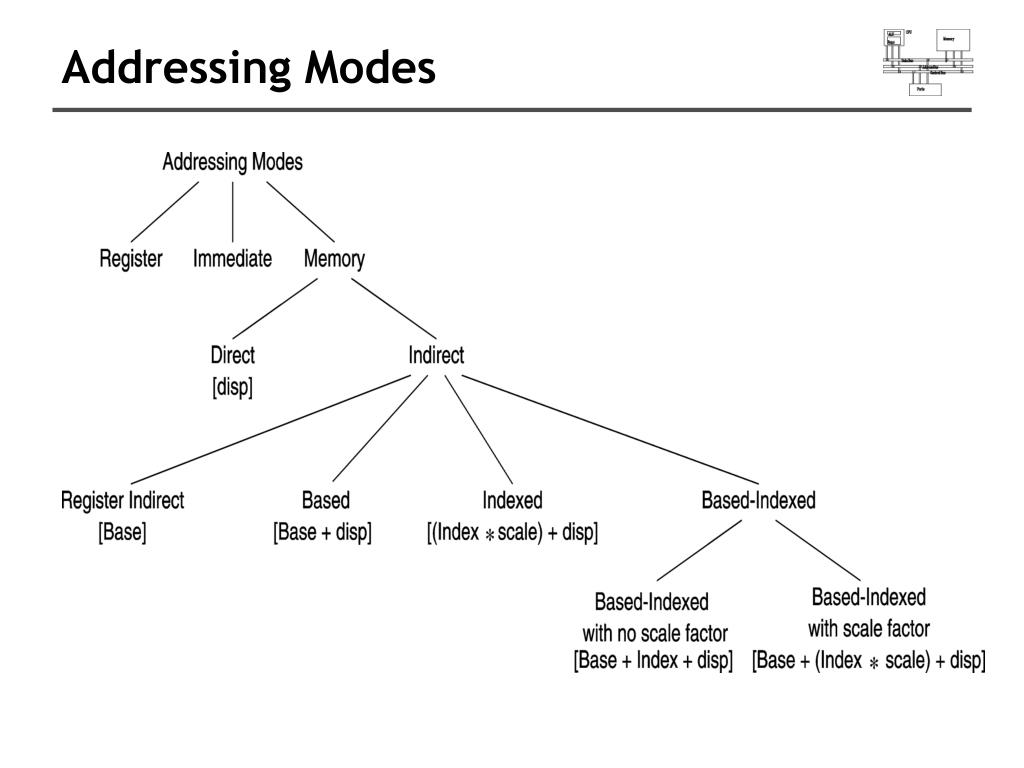 Addressing Modes
CPU
Memory
Ports
Addressing Modes
Register Immediate Memory
Direct Indirect
[disp]
Register Indirect Based Indexed Based-Indexed
[Base] [Base + disp] [(Index * scale) + disp]
Based-Indexed
with no scale factor
[Base + Index + disp]
Based-Indexed
with scale factor
[Base + (Index * scale) + disp]